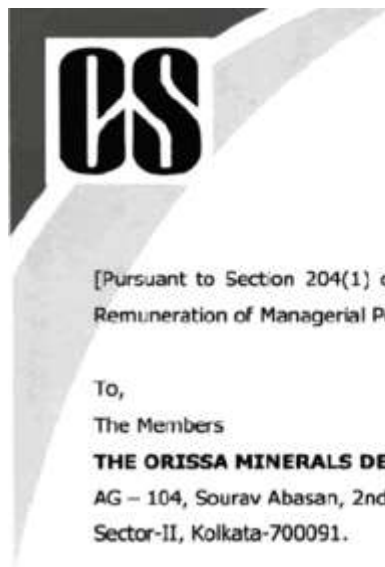 CS
[Pursuant to Section 204(1)
Remuneration of Managerial
To,
The Members
THE ORISSA MINERALS
AG – 104, Sourav Abasan, 2nd
Sector-II, Kolkata-700091.